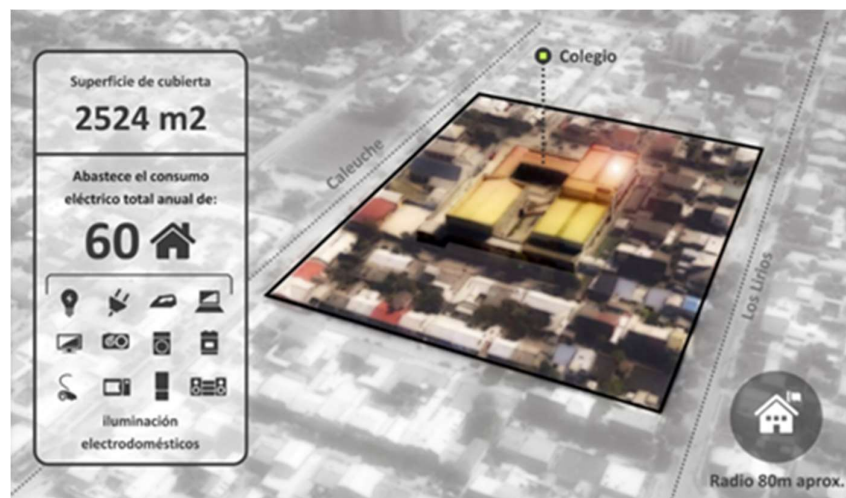 Superficie de cubierta
2524 m2
Abastece el consumo
eléctrico total anual de:
60
iluminación
electrodomésticos
Colegio
Caleuche
Los Lirios
Radio 80m aprox.